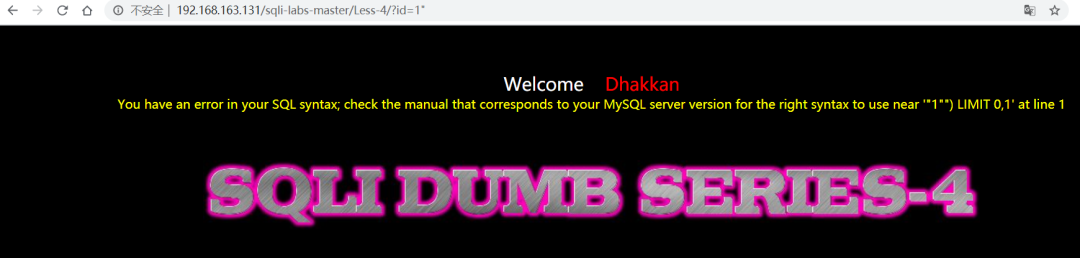 不安全 | 192.168.163.131/sqli-labs-master/Less-4/?id=1"
Welcome Dhakkan
You have an error in your SQL syntax; check the manual that corresponds to your MySQL server version for the right syntax to use near '"1"") LIMIT 0,1' at line 1
SQLI DUMB SERIES-4